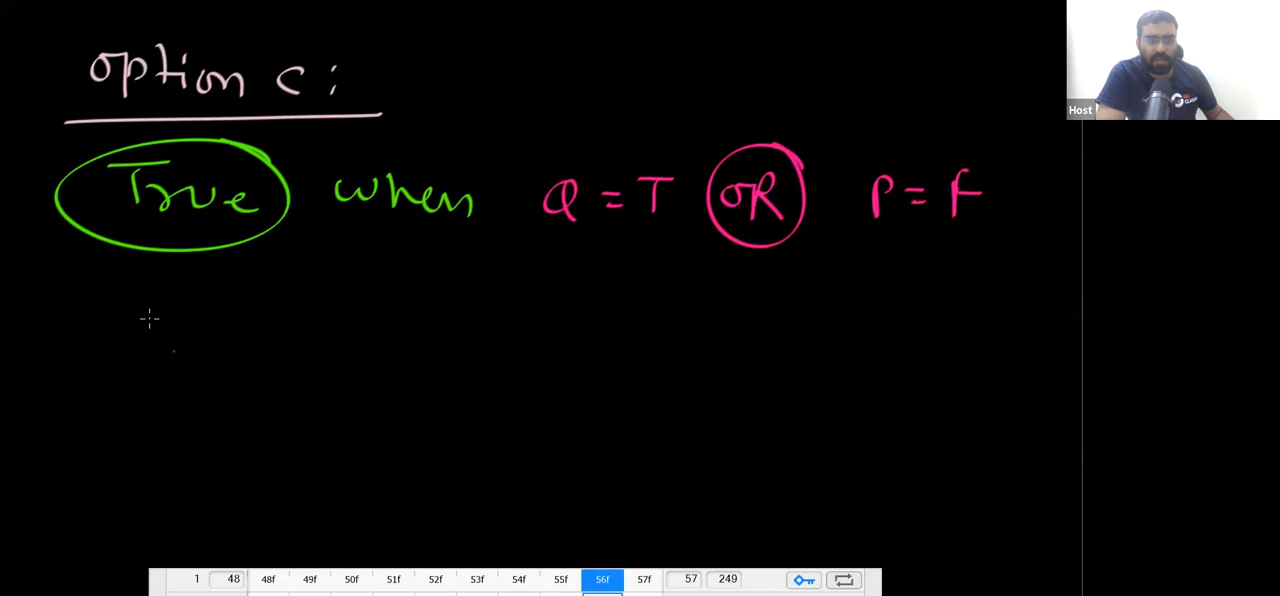 option c :
True when Q = T OR P = F
Host
1 48 48f 49f 50f 51f 52f 53f 54f 55f 56f 57f 57 249